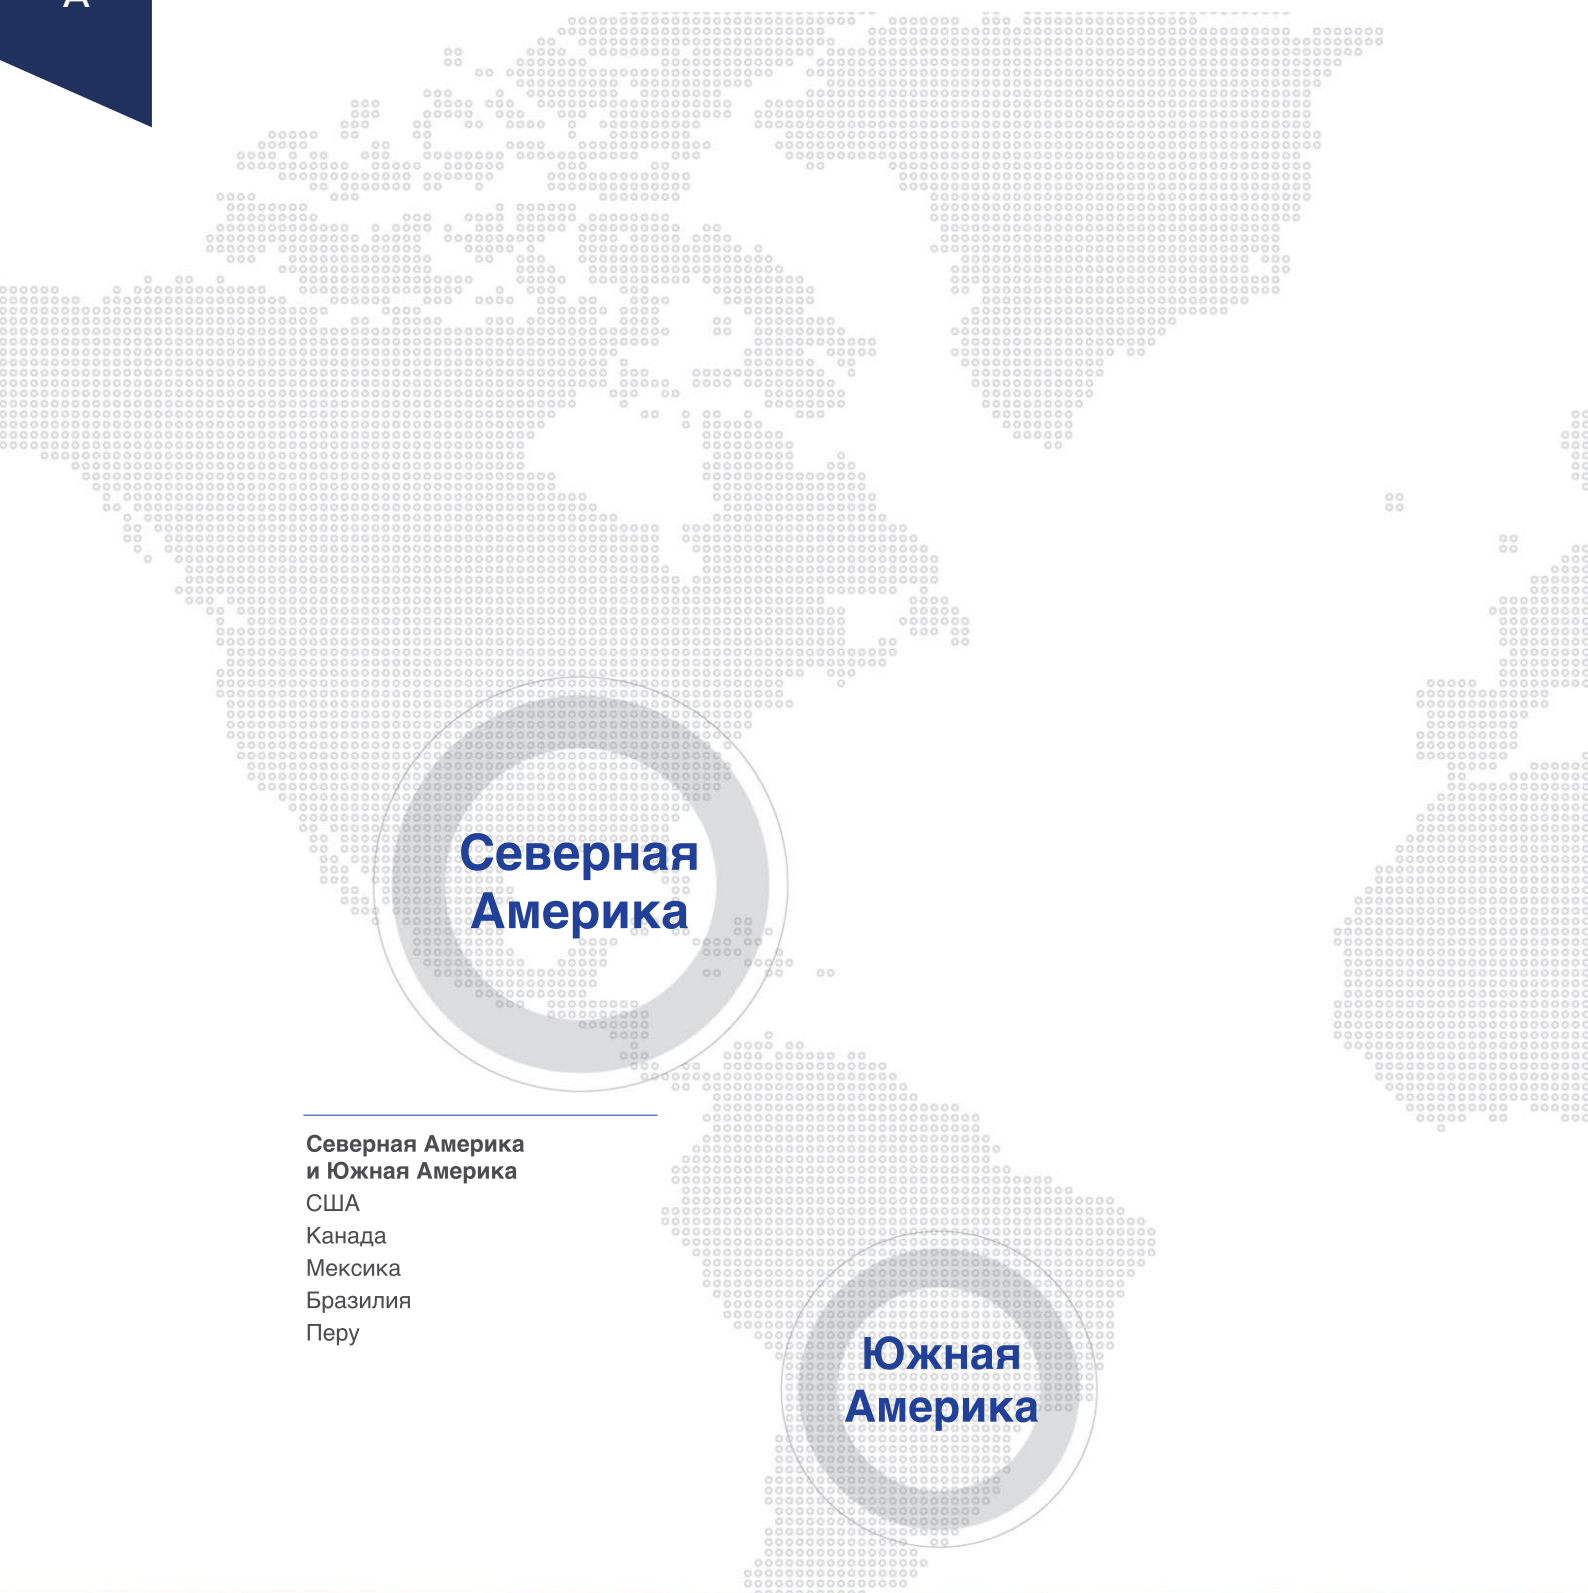 Северная
Америка
Северная Америка
и Южная Америка
США
Канада
Мексика
Бразилия
Перу
Южная
Америка